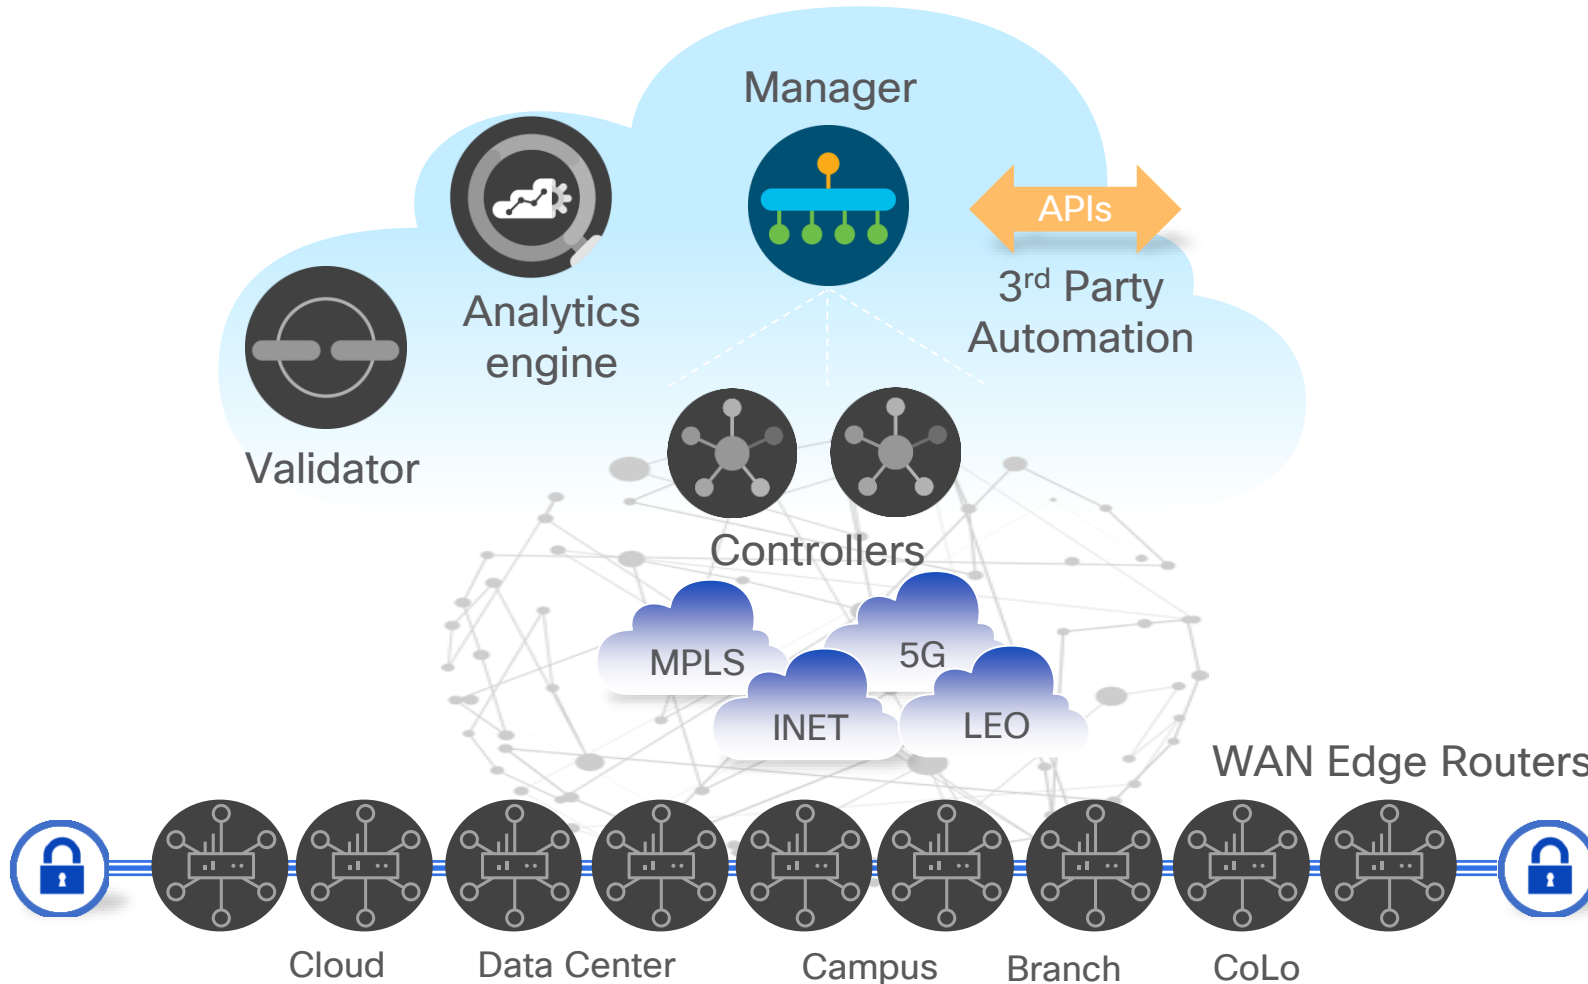 Manager
APIs
3rd Party
Automation
Analytics
engine
Validator
Controllers
MPLS
5G
INET
LEO
WAN Edge Routers
Cloud
Data Center
Campus
Branch
CoLo